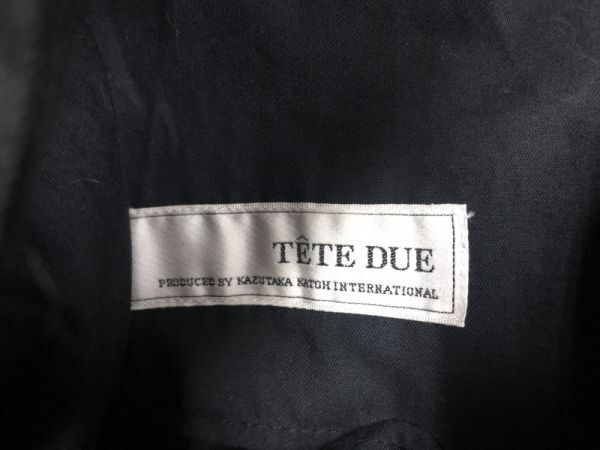 TÊTE DUE
PRODUCED BY KAZUTAKA KATOH INTERNATIONAL